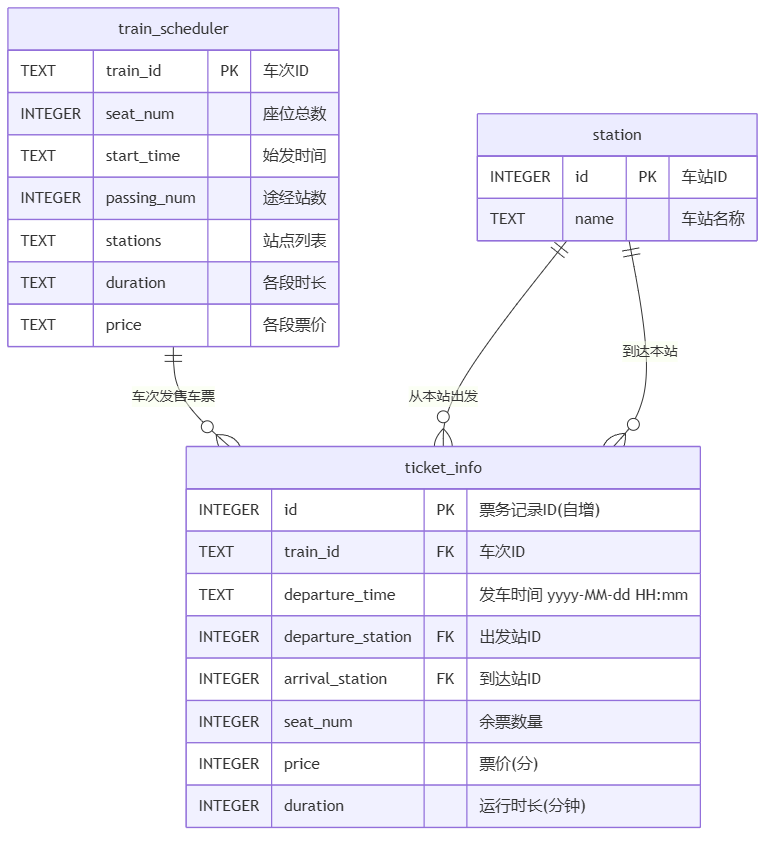 train_scheduler
TEXT train_id PK 车次ID
INTEGER seat_num 座位总数
TEXT start_time 始发时间
INTEGER passing_num 途经站数
TEXT stations 站点列表
TEXT duration 各段时长
TEXT price 各段票价
station
INTEGER id PK 车站ID
TEXT name 车站名称
到达本站
车次发售车票
从本站出发
ticket_info
INTEGER id PK 票务记录ID(自增)
TEXT train_id FK 车次ID
TEXT departure_time 发车时间 yyyy-MM-dd HH:mm
INTEGER departure_station FK 出发站ID
INTEGER arrival_station FK 到达站ID
INTEGER seat_num 余票数量
INTEGER price 票价(分)
INTEGER duration 运行时长(分钟)